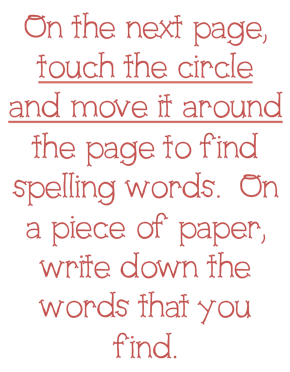 On the next page,
touch the circle
and move it around
the page to find
spelling words. On
a piece of paper,
write down the
words that you
find.